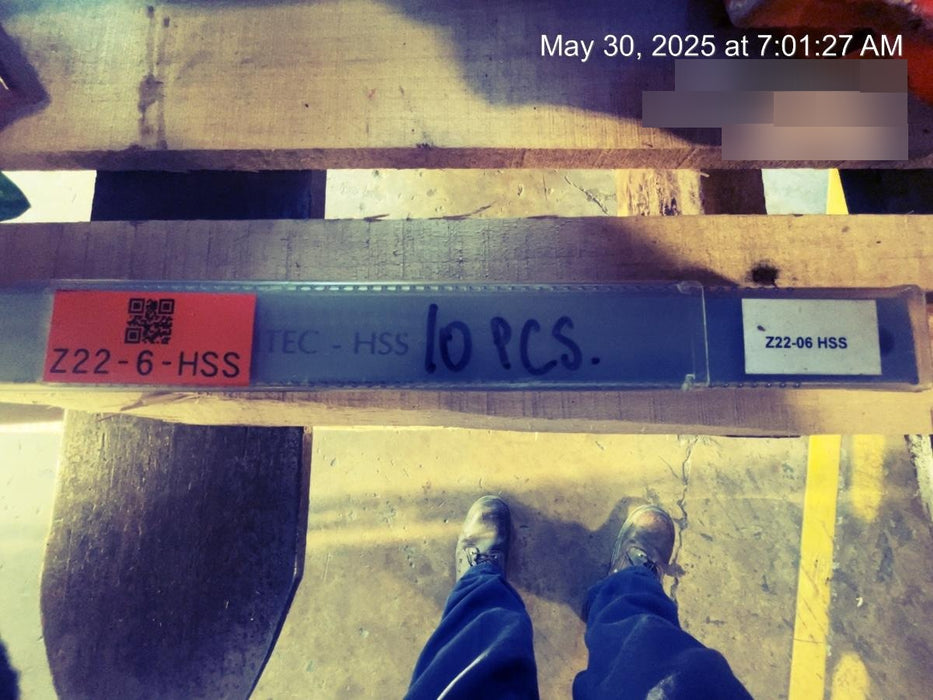 May 30, 2025 at 7:01:27 AM
Z22-6-HSS
TEC - HSS
10 PCS.
Z22-06 HSS